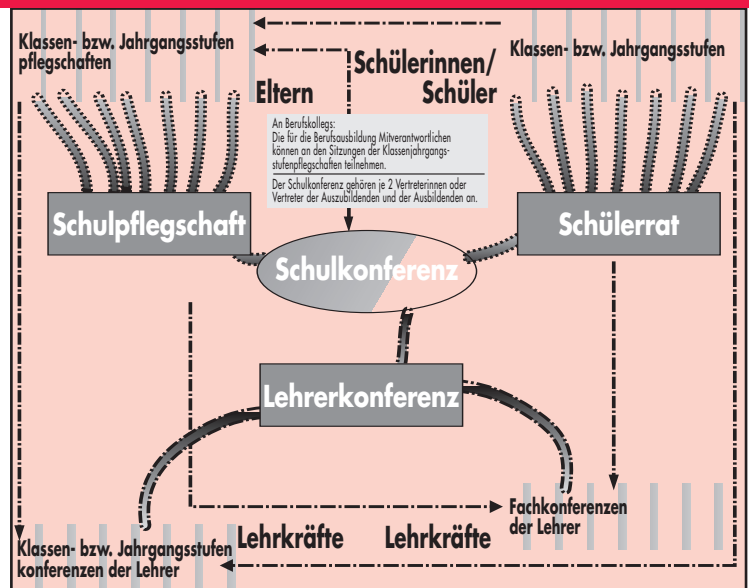 Klassen- bzw. Jahrgangsstufen
pflegschaften
Klassen- bzw. Jahrgangsstufen
Eltern
Schülerinnen/
Schüler
An Berufskollegs:
Die für die Berufsausbildung Mitverantwortlichen
können an den Sitzungen der Klassenjahrgangs-
stufenpflegschaften teilnehmen.
Der Schulkonferenz gehören je 2 Vertreterinnen oder
Vertreter der Auszubildenden und der Ausbildenden an.
Schulpflegschaft
Schülerrat
Schulkonferenz
Lehrerkonferenz
Fachkonferenzen
der Lehrer
Lehrkräfte
Lehrkräfte
Klassen- bzw. Jahrgangsstufen
konferenzen der Lehrer